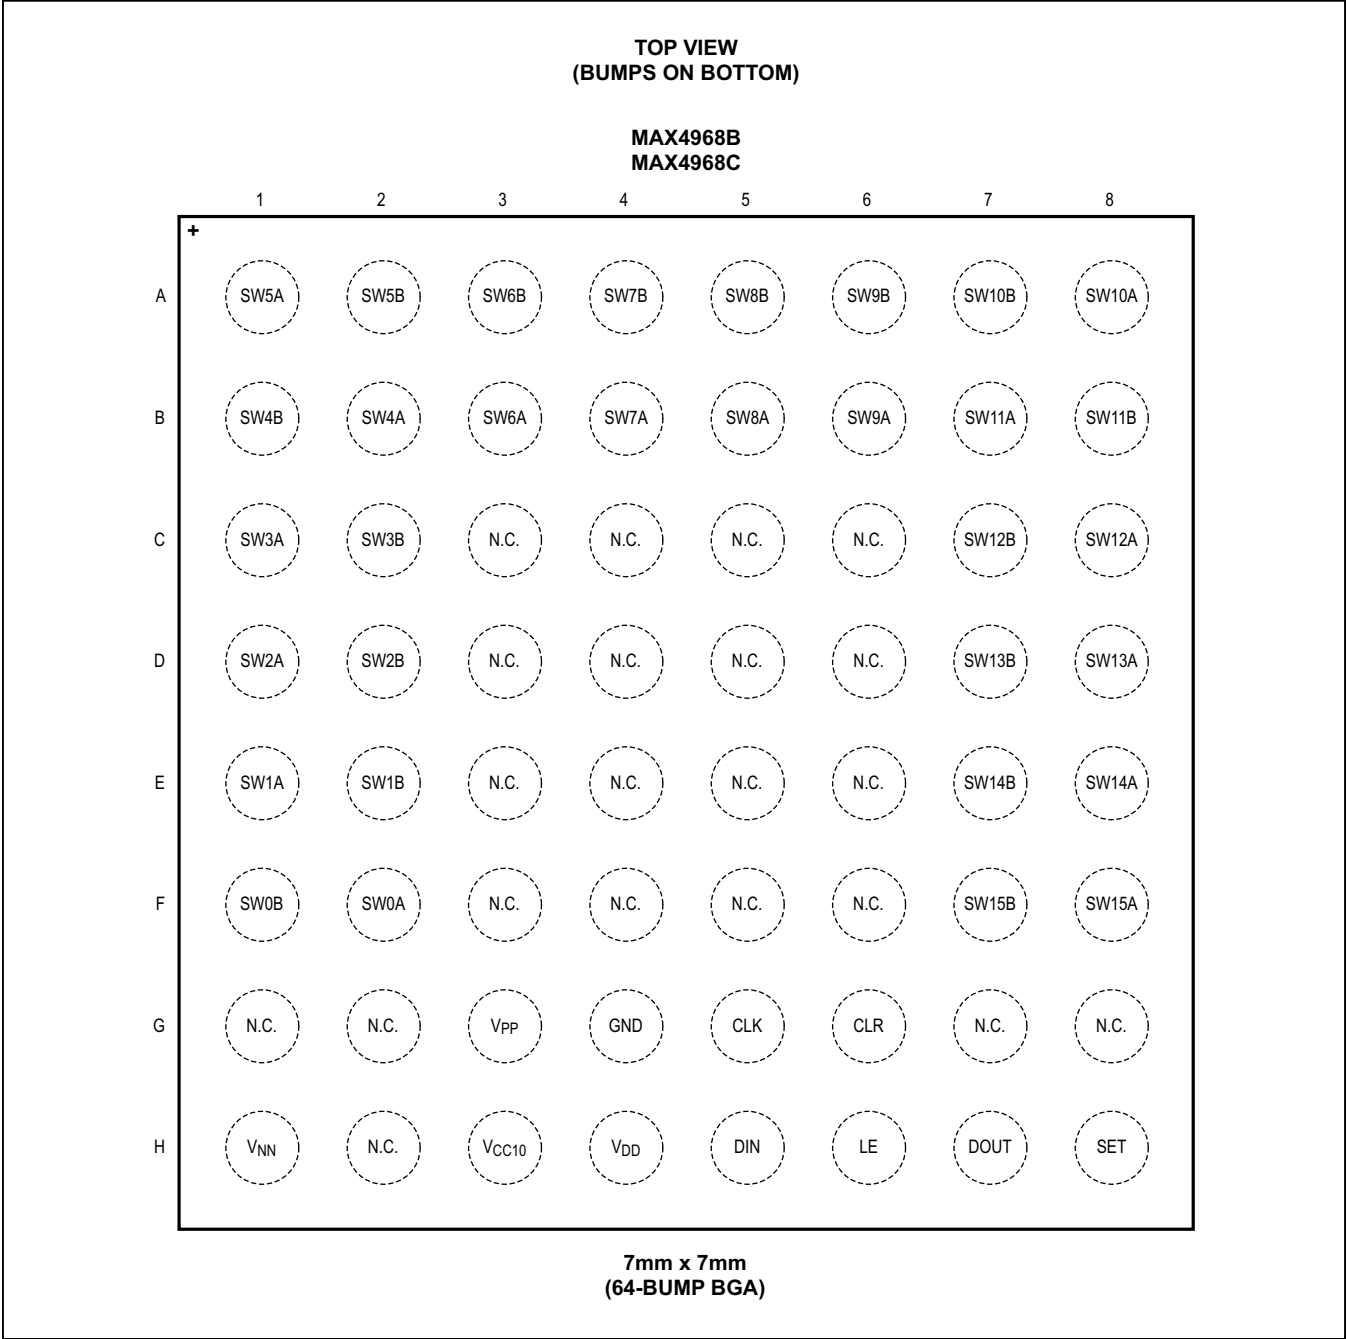 TOP VIEW
(BUMPS ON BOTTOM)
MAX4968B
MAX4968C
1 2 3 4 5 6 7 8
+
A SW5A SW5B SW6B SW7B SW8B SW9B SW10B SW10A
B SW4B SW4A SW6A SW7A SW8A SW9A SW11A SW11B
C SW3A SW3B N.C. N.C. N.C. N.C. SW12B SW12A
D SW2A SW2B N.C. N.C. N.C. N.C. SW13B SW13A
E SW1A SW1B N.C. N.C. N.C. N.C. SW14B SW14A
F SW0B SW0A N.C. N.C. N.C. N.C. SW15B SW15A
G N.C. N.C. VPP GND CLK CLR N.C. N.C.
H VNN N.C. VCC10 VDD DIN LE DOUT SET
7mm x 7mm
(64-BUMP BGA)